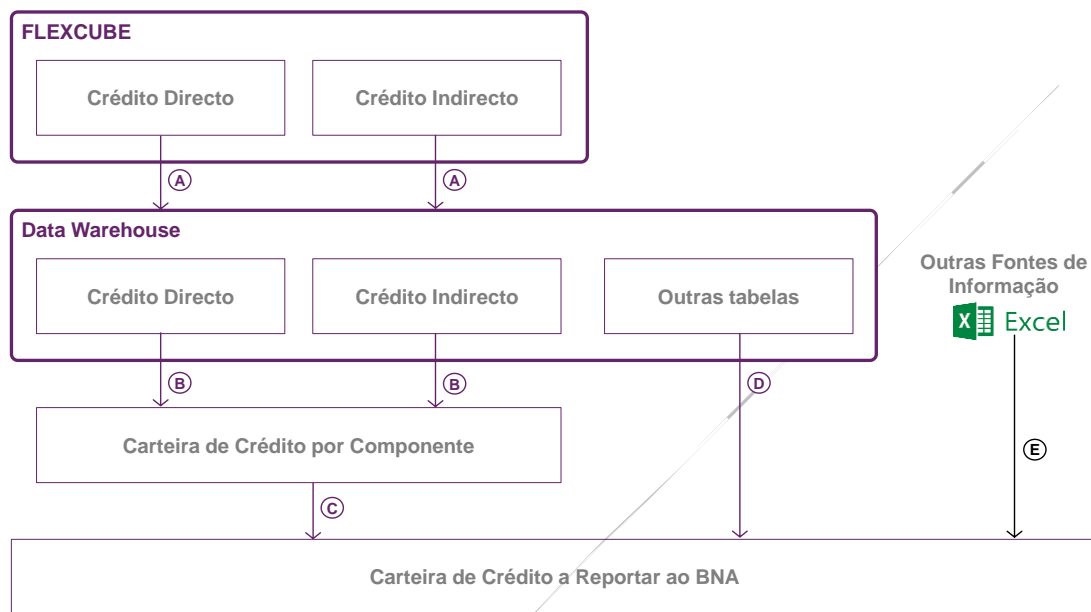 FLEXCUBE
Crédito Directo
Crédito Indirecto
A
A
Data Warehouse
Crédito Directo
Crédito Indirecto
Outras tabelas
Outras Fontes de
Informação
X Excel
B
B
D
Carteira de Crédito por Componente
E
C
Carteira de Crédito a Reportar ao BNA